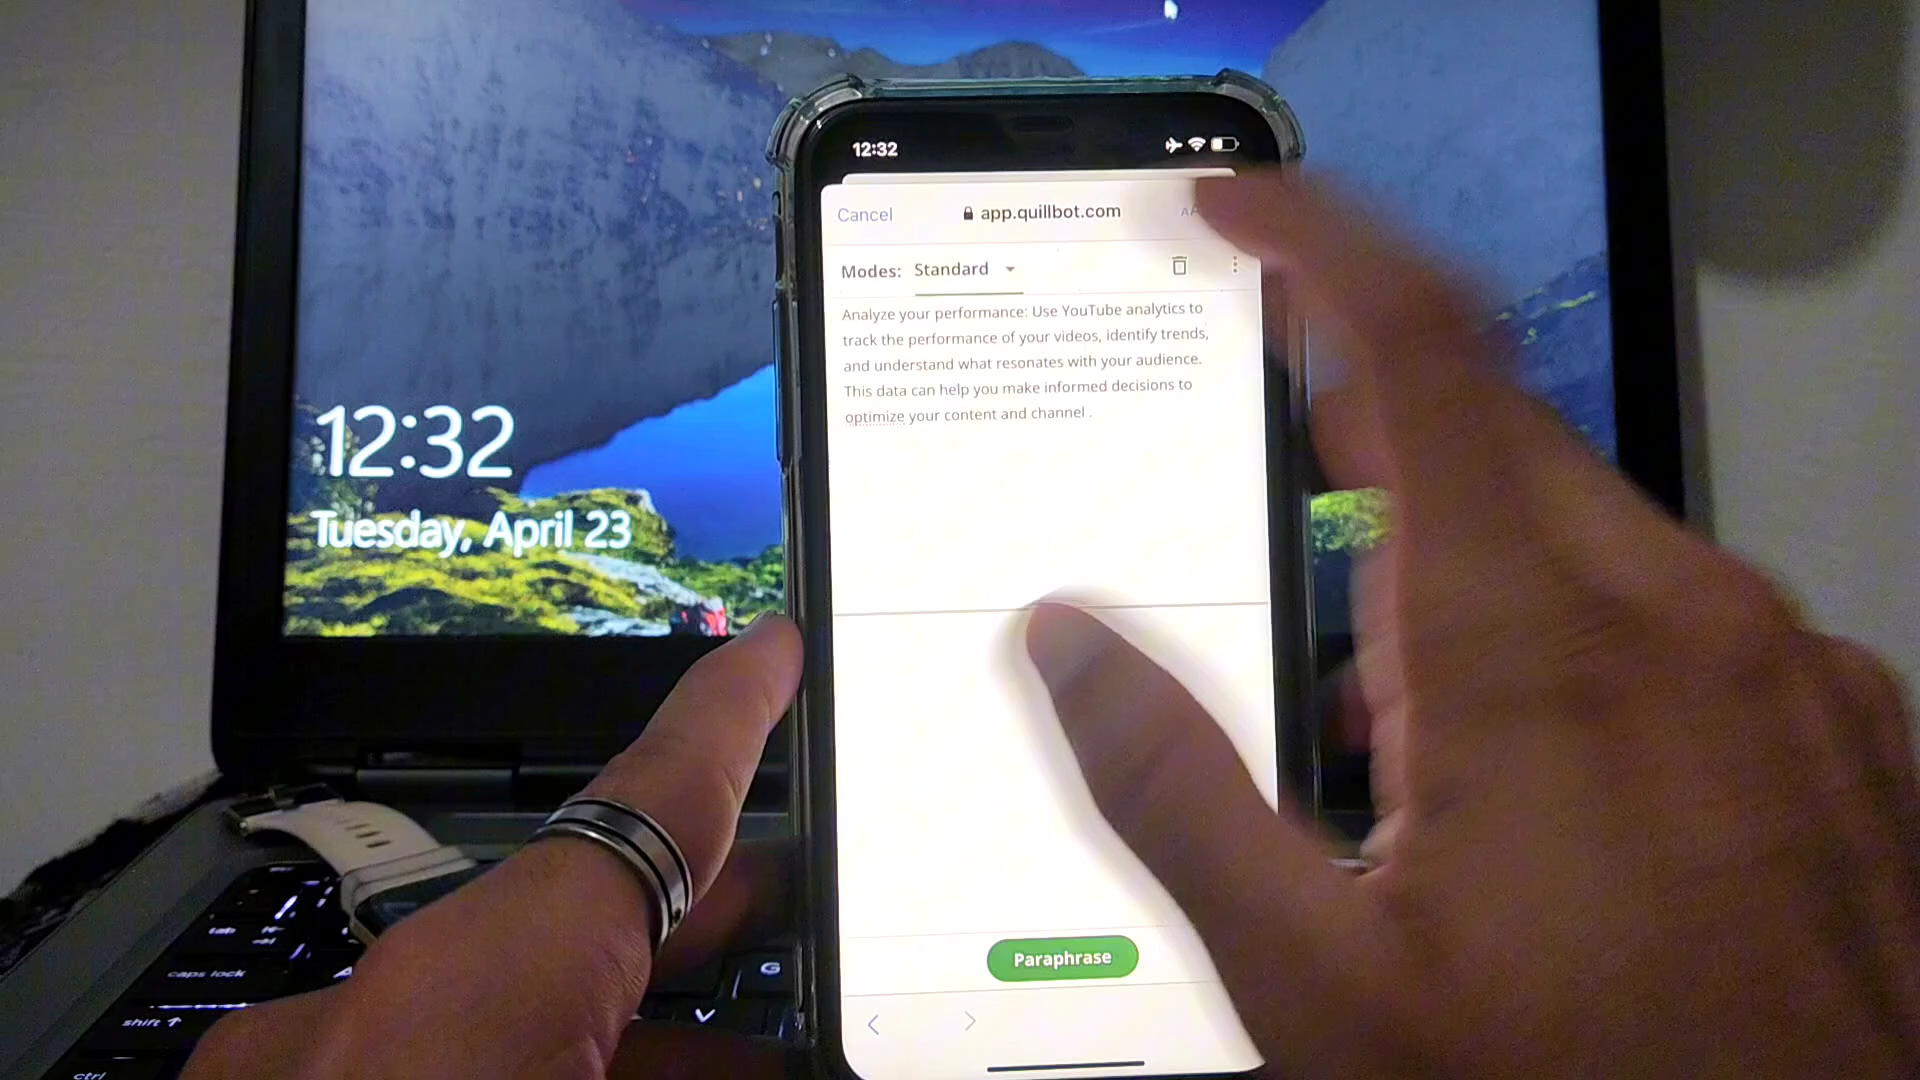 12:32
Cancel
app.quillbot.com
AA
Modes: Standard
Analyze your performance: Use YouTube analytics to
track the performance of your videos, identify trends,
and understand what resonates with your audience.
This data can help you make informed decisions to
optimize your content and channel .
Paraphrase
12:32
Tuesday, April 23
tab
caps lock
A
G
shift
ctrl